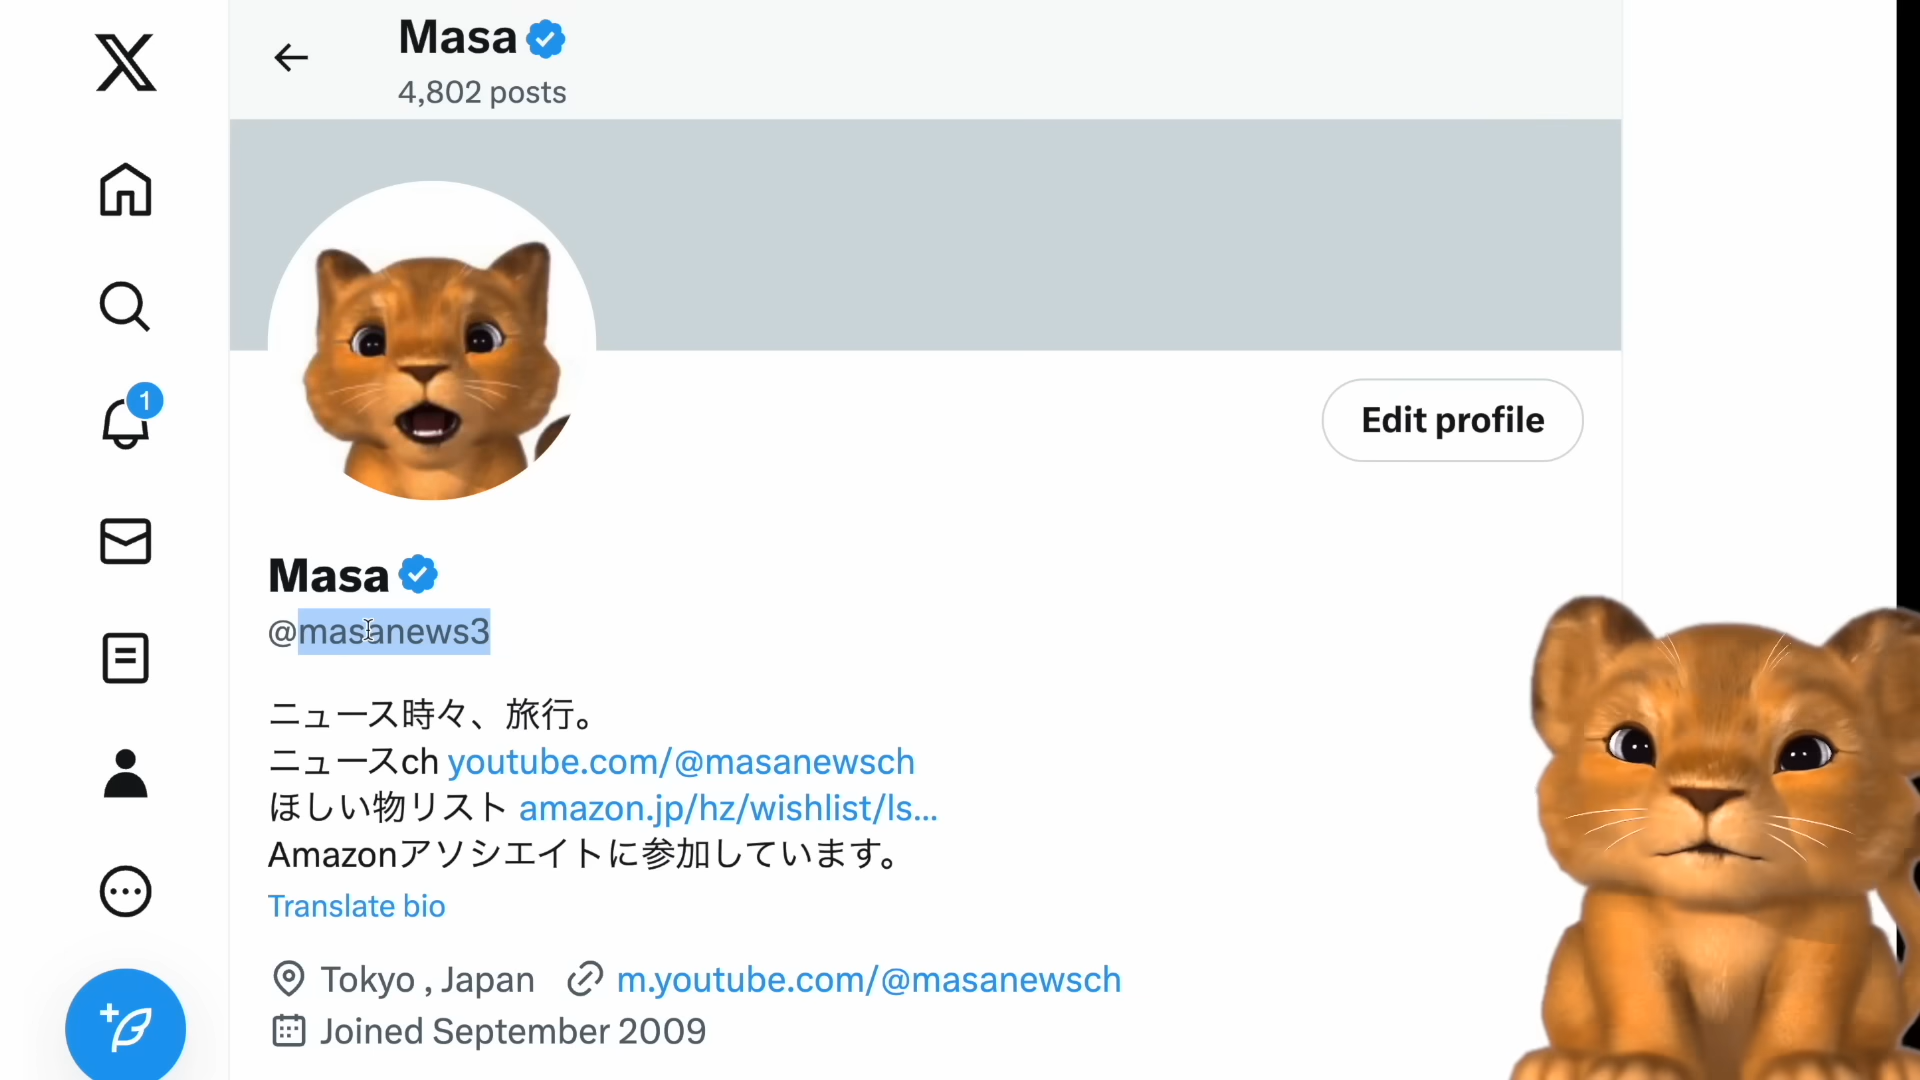 Masa
4,802 posts
1
Edit profile
Masa
@masanews3
ニュース時々、旅行。
ニュースch youtube.com/@masanewsch
ほしい物リスト amazon.jp/hz/wishlist/ls...
Amazonアソシエイトに参加しています。
Translate bio
Tokyo , Japan m.youtube.com/@masanewsch
Joined September 2009